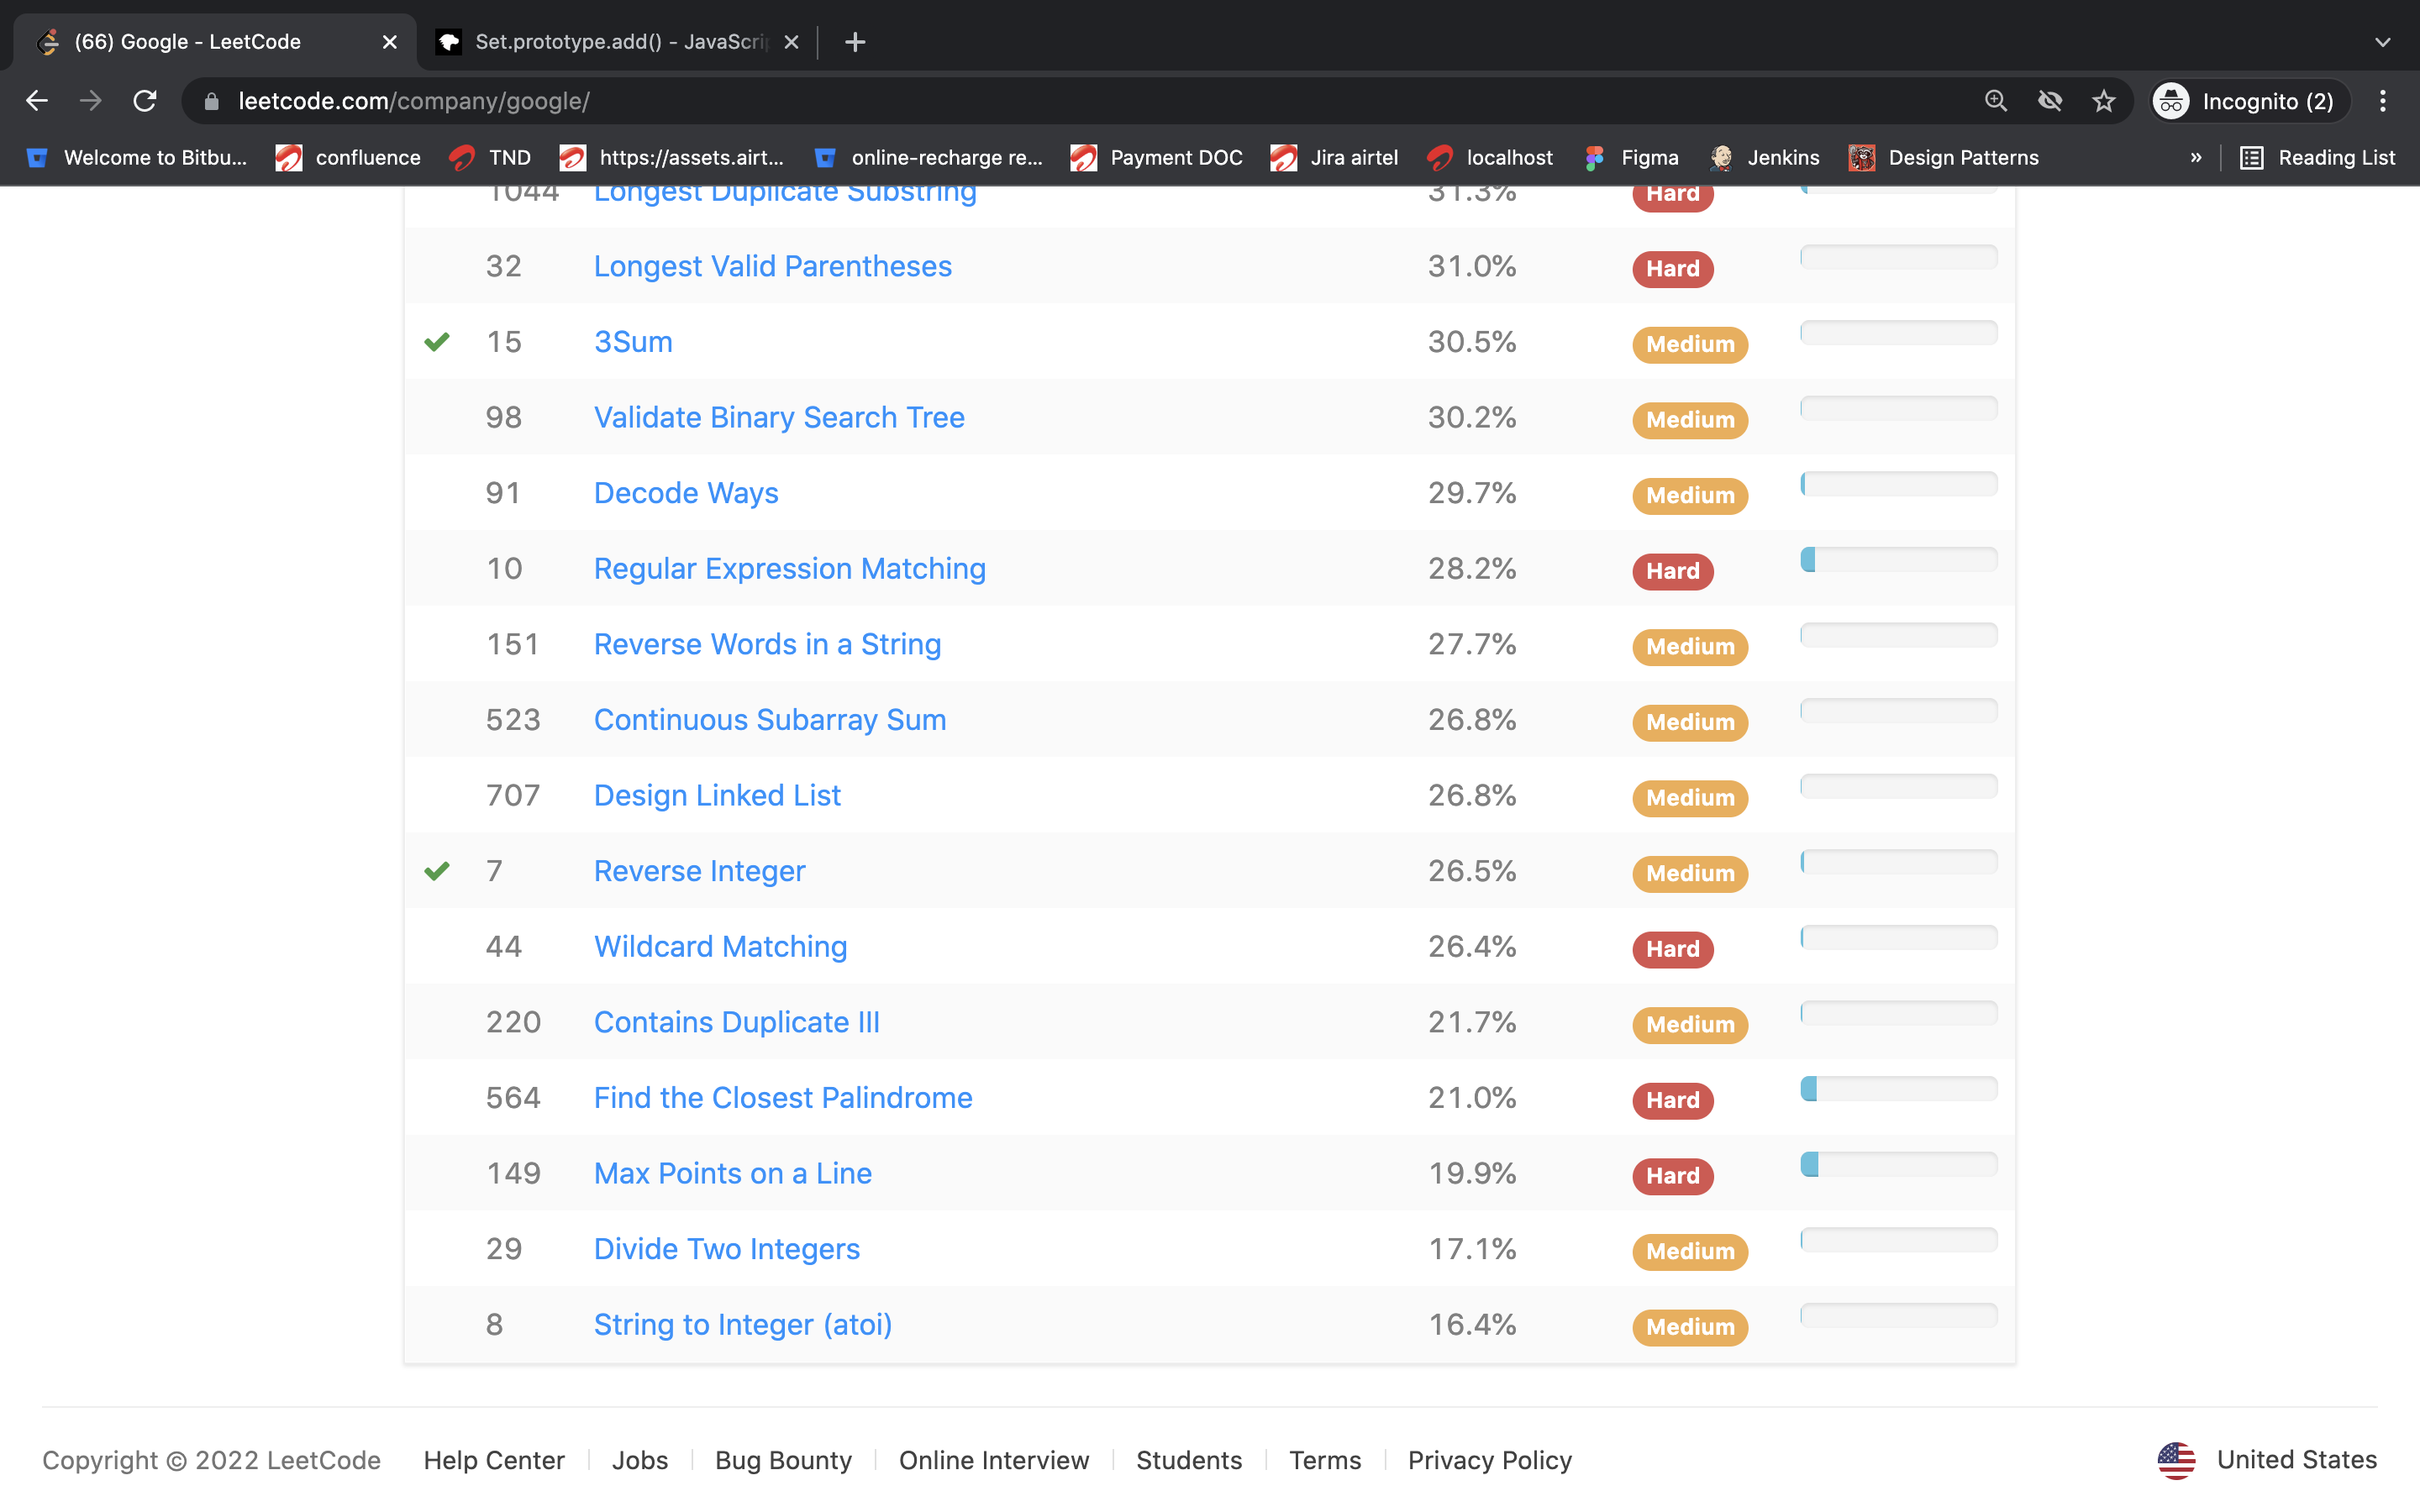 (66) Google - LeetCode
Set.prototype.add() - JavaScrip
leetcode.com/company/google/
Incognito (2)
Welcome to Bitbu...
confluence
TND
https://assets.airt...
online-recharge re...
Payment DOC
Jira airtel
localhost
Figma
Jenkins
Design Patterns
»
Reading List
1044 Longest Duplicate Substring 31.3% Hard
32 Longest Valid Parentheses 31.0% Hard
15 3Sum 30.5% Medium
98 Validate Binary Search Tree 30.2% Medium
91 Decode Ways 29.7% Medium
10 Regular Expression Matching 28.2% Hard
151 Reverse Words in a String 27.7% Medium
523 Continuous Subarray Sum 26.8% Medium
707 Design Linked List 26.8% Medium
7 Reverse Integer 26.5% Medium
44 Wildcard Matching 26.4% Hard
220 Contains Duplicate III 21.7% Medium
564 Find the Closest Palindrome 21.0% Hard
149 Max Points on a Line 19.9% Hard
29 Divide Two Integers 17.1% Medium
8 String to Integer (atoi) 16.4% Medium
Copyright © 2022 LeetCode Help Center Jobs Bug Bounty Online Interview Students Terms Privacy Policy United States